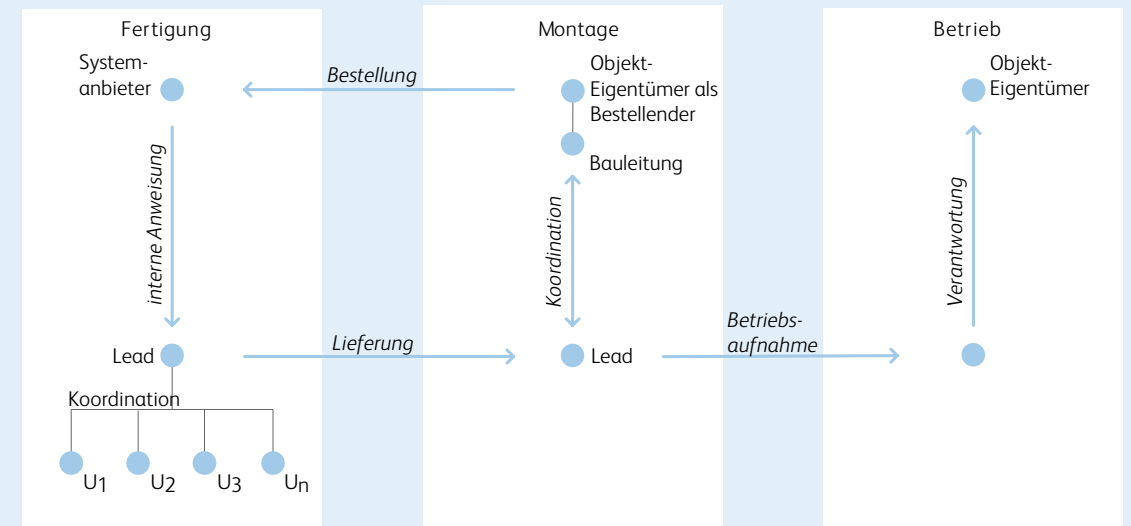 Fertigung
System-
anbieter
interne Anweisung
Lead
Koordination
U1
U2
U3
Un
Bestellung
Lieferung
Montage
Objekt-
Eigentümer als
Bestellender
Bauleitung
Koordination
Lead
Betriebs-
aufnahme
Betrieb
Objekt-
Eigentümer
Verantwortung